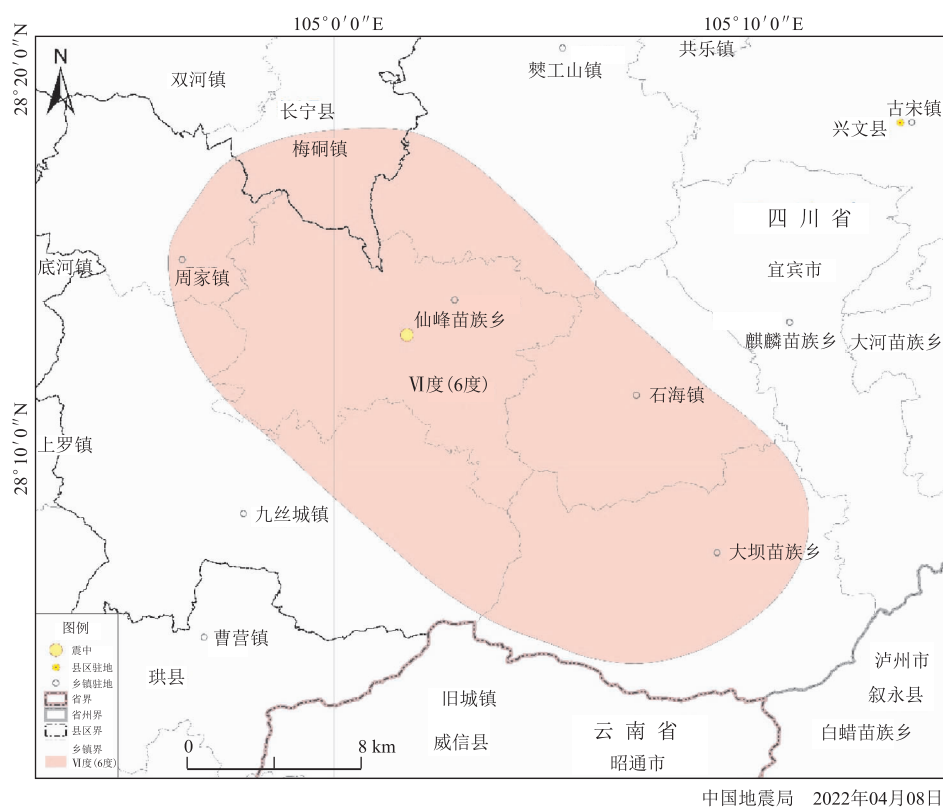 105°0′0″E
105°10′0″E
28°20′0″N
28°10′0″N
N
双河镇
长宁县
梅硐镇
僰王山镇
共乐镇
古宋镇
兴文县
四川省
宜宾市
底河镇
周家镇
仙峰苗族乡
麒麟苗族乡
大河苗族乡
Ⅵ度(6度)
石海镇
上罗镇
九丝城镇
大坝苗族乡
曹营镇
珙县
泸州市
叙永县
白蜡苗族乡
旧城镇
威信县
云南省
昭通市
图例
震中
县区驻地
乡镇驻地
省界
省州界
县区界
乡镇界
Ⅵ度(6度)
0
8 km
中国地震局 2022年04月08日